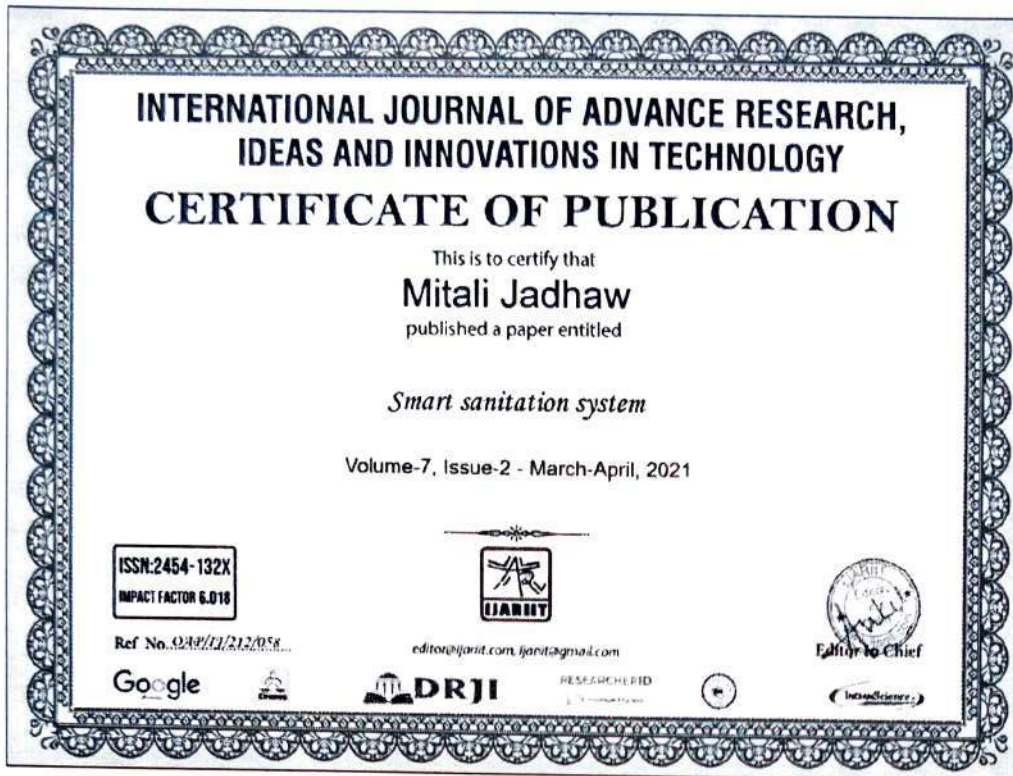 INTERNATIONAL JOURNAL OF ADVANCE RESEARCH,
IDEAS AND INNOVATIONS IN TECHNOLOGY
CERTIFICATE OF PUBLICATION
This is to certify that
Mitali Jadhaw
published a paper entitled
Smart sanitation system
Volume-7, Issue-2 - March-April, 2021
ISSN:2454-132X
IMPACT FACTOR 6.018
IJARIIT
Ref No.
editor@ijariit.com, ijariit@gmail.com
Editor in Chief
Google
DRJI
RESEARCHERID